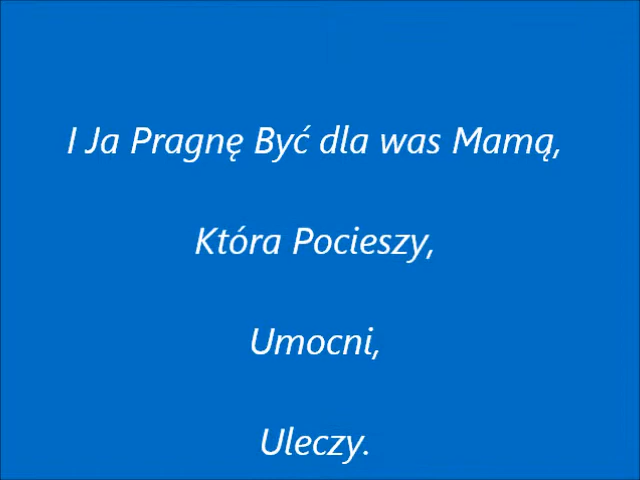 I Ja Pragnę Być dla was Mamą,
Która Pocieszy,
Umocni,
Uleczy.